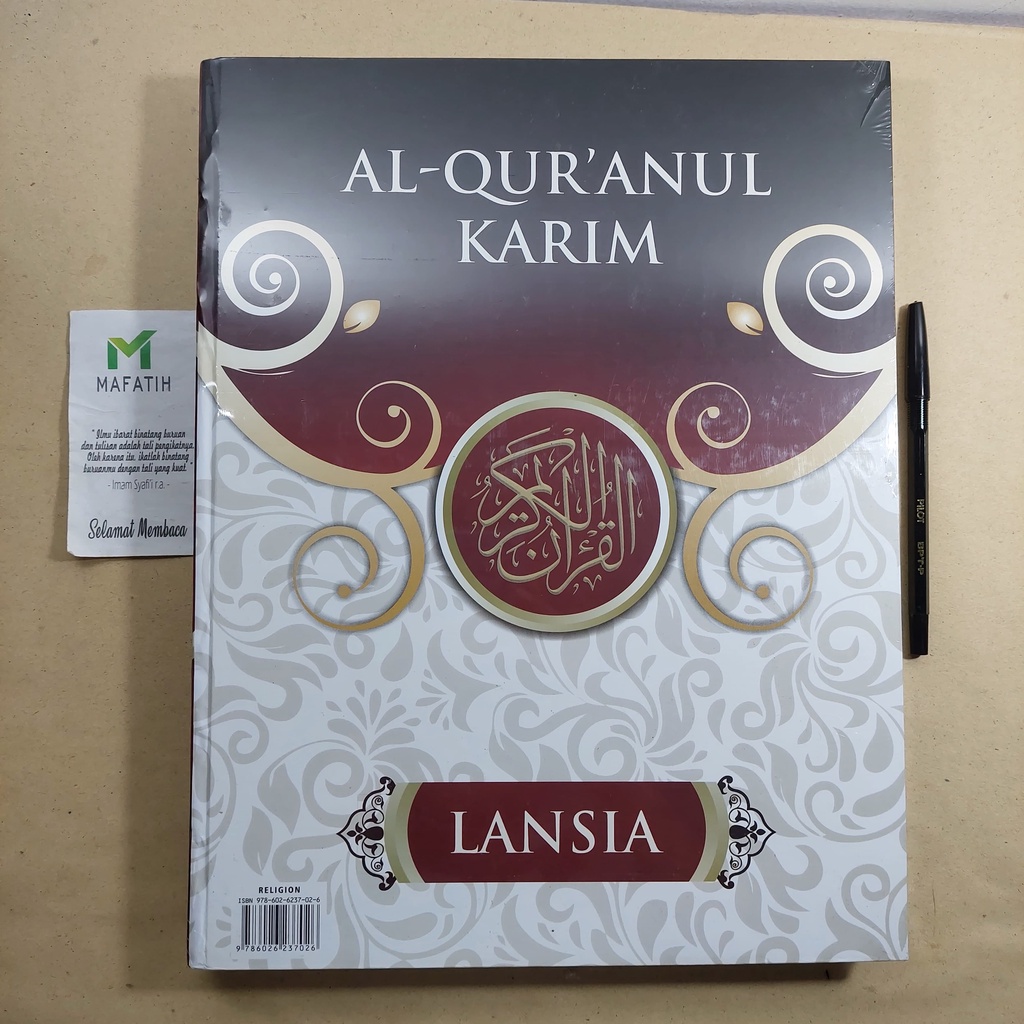 AL-QUR'ANUL
KARIM
القرآن الكريم
LANSIA
RELIGION
ISBN 978-602-6237-02-6
9 786026 237026
MAFATIH
" Ilmu ibarat binatang buruan
dan tulisan adalah tali pengikatnya.
Oleh karena itu, ikatlah binatang
buruanmu dengan tali yang kuat "
- Imam Syafi'i r.a. -
Selamat Membaca
PILOT BPT-P